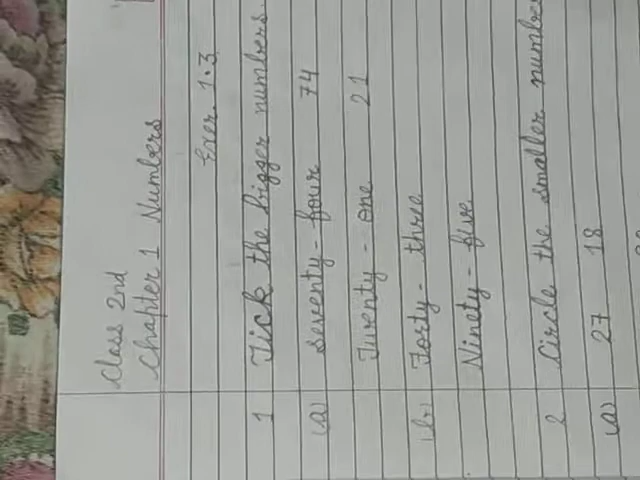 Class 2nd
Chapter 1 Numbers
Exer. 1.3
1 Tick the bigger numbers.
(a) Seventy-four 74
Twenty-one 21
(b) Forty-three
Ninety-five
2 Circle the smaller
(a) 27 18